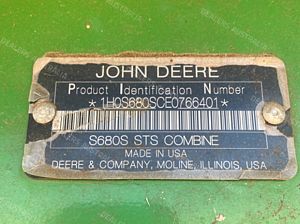 JOHN DEERE
Product Identification Number
*1H0S680SCE0766401*
S680S STS COMBINE
MADE IN USA
DEERE & COMPANY, MOLINE, ILLINOIS, USA